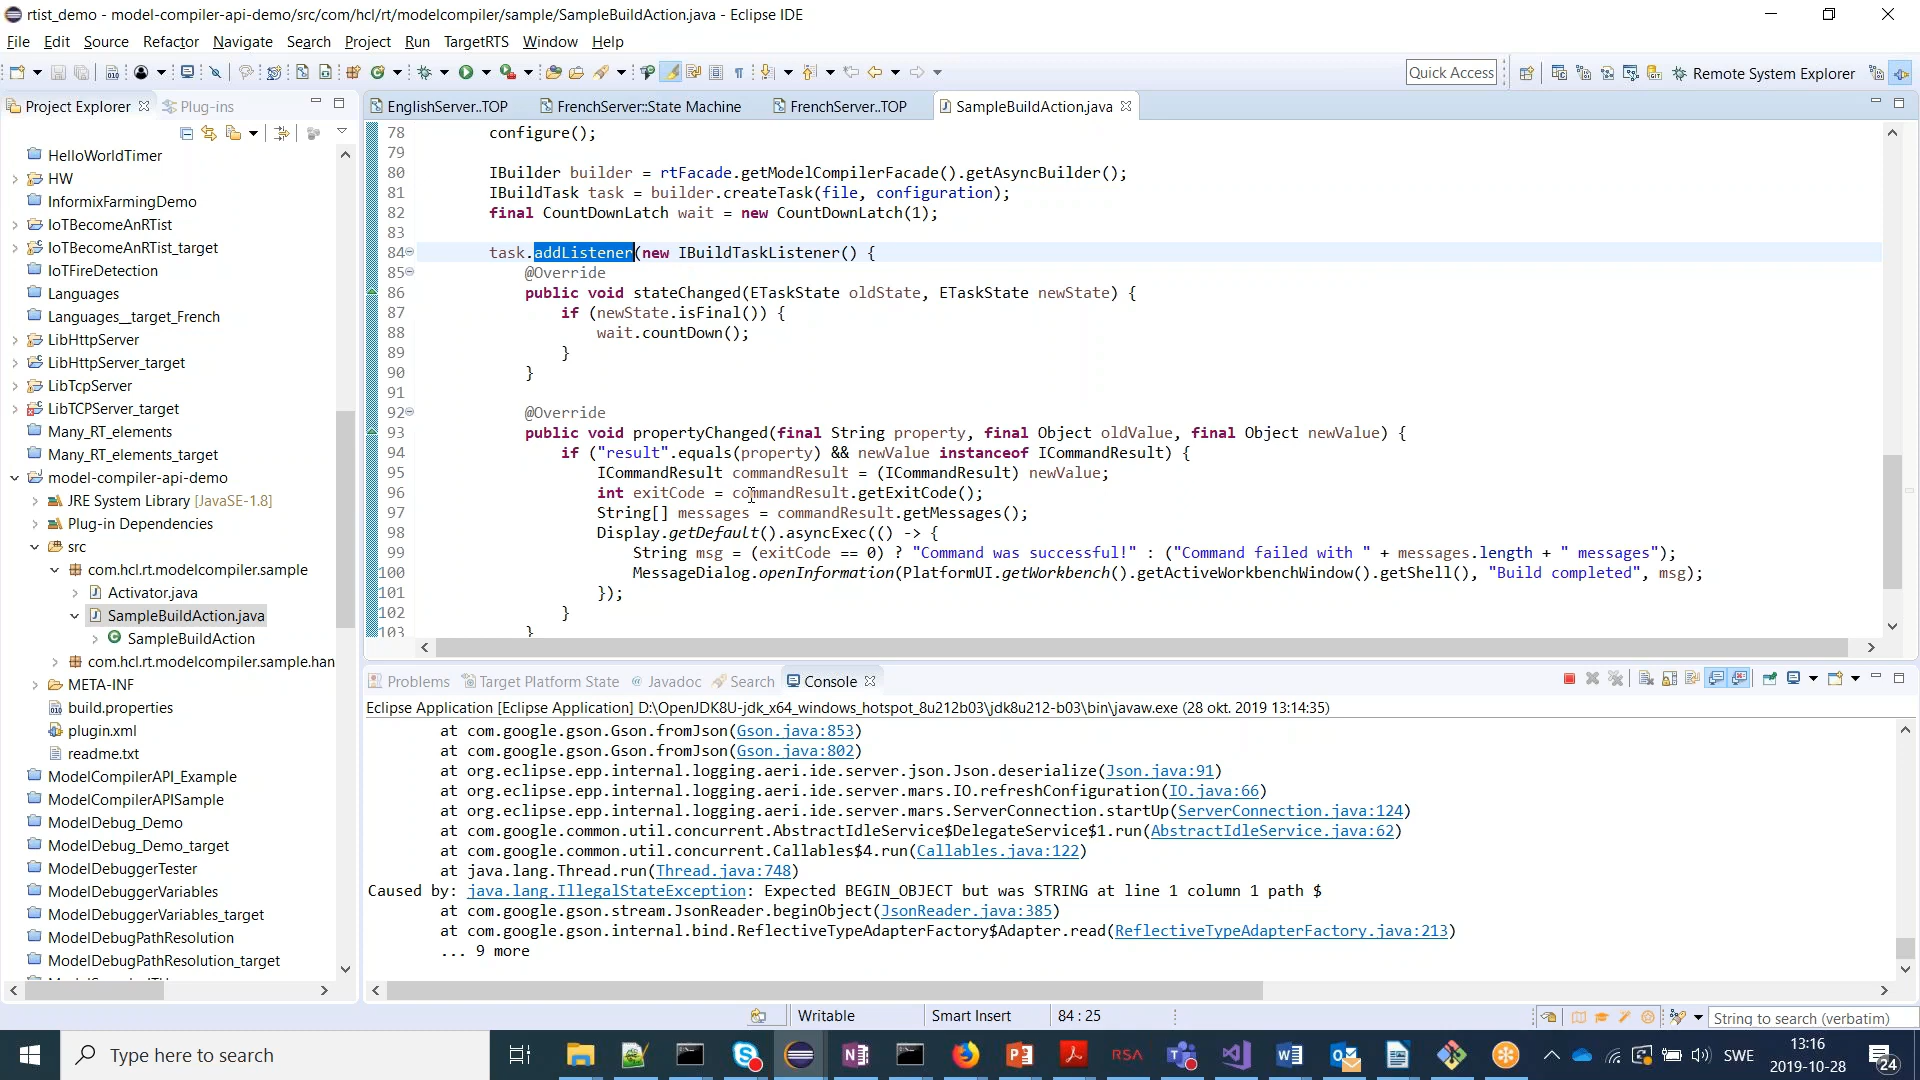 rtist_demo - model-compiler-api-demo/src/com/hcl/rt/modelcompiler/sample/SampleBuildAction.java - Eclipse IDE
File Edit Source Refactor Navigate Search Project Run TargetRTS Window Help
Quick Access
Remote System Explorer
Project Explorer
Plug-ins
HelloWorldTimer
HW
InformixFarmingDemo
IoTBecomeAnRTist
IoTBecomeAnRTist_target
IoTFireDetection
Languages
Languages__target_French
LibHttpServer
LibHttpServer_target
LibTcpServer
LibTCPServer_target
Many_RT_elements
Many_RT_elements_target
model-compiler-api-demo
JRE System Library [JavaSE-1.8]
Plug-in Dependencies
src
com.hcl.rt.modelcompiler.sample
Activator.java
SampleBuildAction.java
SampleBuildAction
com.hcl.rt.modelcompiler.sample.han
META-INF
build.properties
plugin.xml
readme.txt
ModelCompilerAPI_Example
ModelCompilerAPISample
ModelDebug_Demo
ModelDebug_Demo_target
ModelDebuggerTester
ModelDebuggerVariables
ModelDebuggerVariables_target
ModelDebugPathResolution
ModelDebugPathResolution_target
EnglishServer..TOP
FrenchServer::State Machine
FrenchServer..TOP
SampleBuildAction.java
78 configure();
79
80 IBuilder builder = rtFacade.getModelCompilerFacade().getAsyncBuilder();
81 IBuildTask task = builder.createTask(file, configuration);
82 final CountDownLatch wait = new CountDownLatch(1);
83
84 task.addListener(new IBuildTaskListener() {
85 @Override
86 public void stateChanged(ETaskState oldState, ETaskState newState) {
87 if (newState.isFinal()) {
88 wait.countDown();
89 }
90 }
91
92 @Override
93 public void propertyChanged(final String property, final Object oldValue, final Object newValue) {
94 if ("result".equals(property) && newValue instanceof ICommandResult) {
95 ICommandResult commandResult = (ICommandResult) newValue;
96 int exitCode = commandResult.getExitCode();
97 String[] messages = commandResult.getMessages();
98 Display.getDefault().asyncExec(() -> {
99 String msg = (exitCode == 0) ? "Command was successful!" : ("Command failed with " + messages.length + " messages");
100 MessageDialog.openInformation(PlatformUI.getWorkbench().getActiveWorkbenchWindow().getShell(), "Build completed", msg);
101 });
102 }
103 }
Problems
Target Platform State
Javadoc
Search
Console
Eclipse Application [Eclipse Application] D:\OpenJDK8U-jdk_x64_windows_hotspot_8u212b03\jdk8u212-b03\bin\javaw.exe (28 okt. 2019 13:14:35)
at com.google.gson.Gson.fromJson(Gson.java:853)
at com.google.gson.Gson.fromJson(Gson.java:802)
at org.eclipse.epp.internal.logging.aeri.ide.server.json.Json.deserialize(Json.java:91)
at org.eclipse.epp.internal.logging.aeri.ide.server.mars.IO.refreshConfiguration(IO.java:66)
at org.eclipse.epp.internal.logging.aeri.ide.server.mars.ServerConnection.startUp(ServerConnection.java:124)
at com.google.common.util.concurrent.AbstractIdleService$DelegateService$1.run(AbstractIdleService.java:62)
at com.google.common.util.concurrent.Callables$4.run(Callables.java:122)
at java.lang.Thread.run(Thread.java:748)
Caused by: java.lang.IllegalStateException: Expected BEGIN_OBJECT but was STRING at line 1 column 1 path $
at com.google.gson.stream.JsonReader.beginObject(JsonReader.java:385)
at com.google.gson.internal.bind.ReflectiveTypeAdapterFactory$Adapter.read(ReflectiveTypeAdapterFactory.java:213)
... 9 more
Writable
Smart Insert
84 : 25
String to search (verbatim)
Type here to search
RSA
SWE
13:16
2019-10-28
24